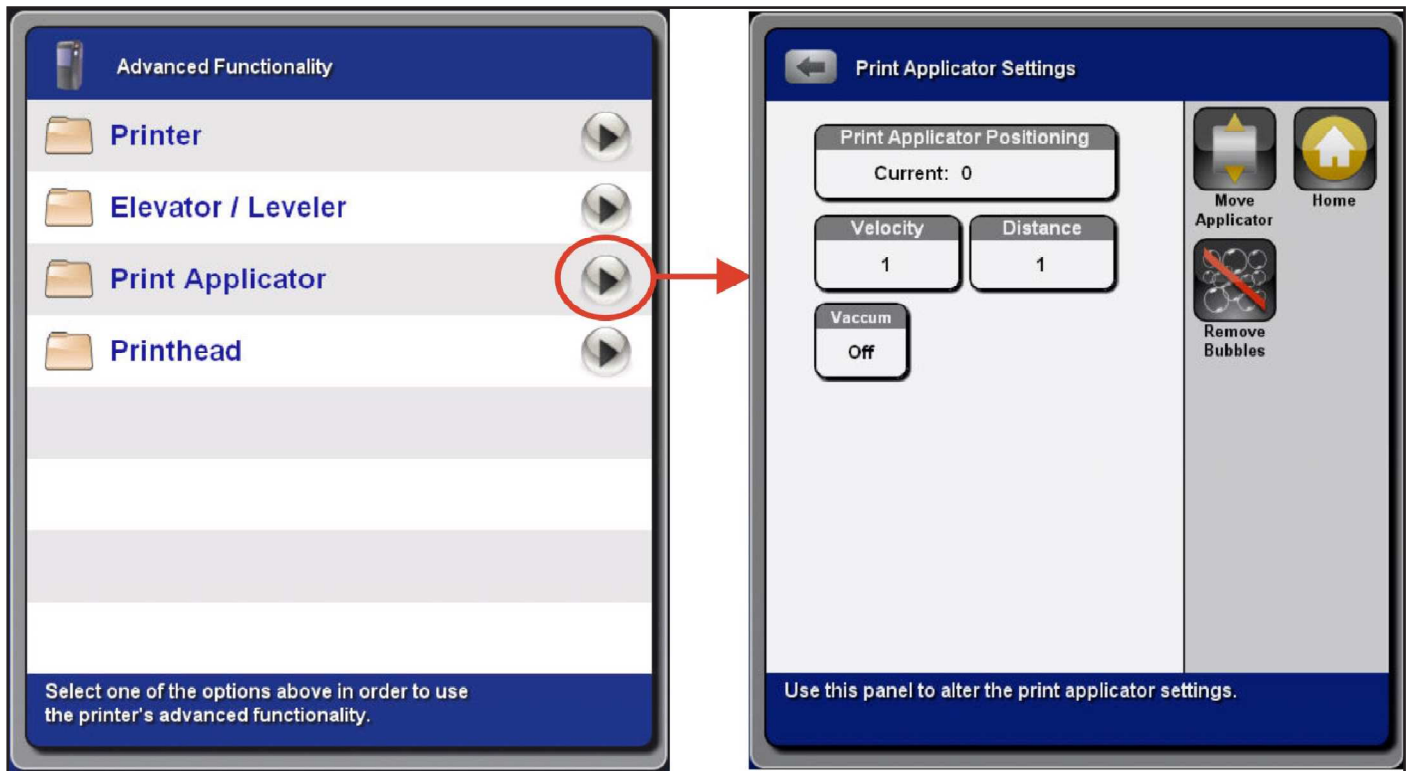 Advanced Functionality
Printer
Elevator / Leveler
Print Applicator
Printhead
Select one of the options above in order to use
the printer's advanced functionality.
Print Applicator Settings
Print Applicator Positioning
Current: 0
Velocity
1
Distance
1
Vaccum
Off
Move
Applicator
Home
Remove
Bubbles
Use this panel to alter the print applicator settings.